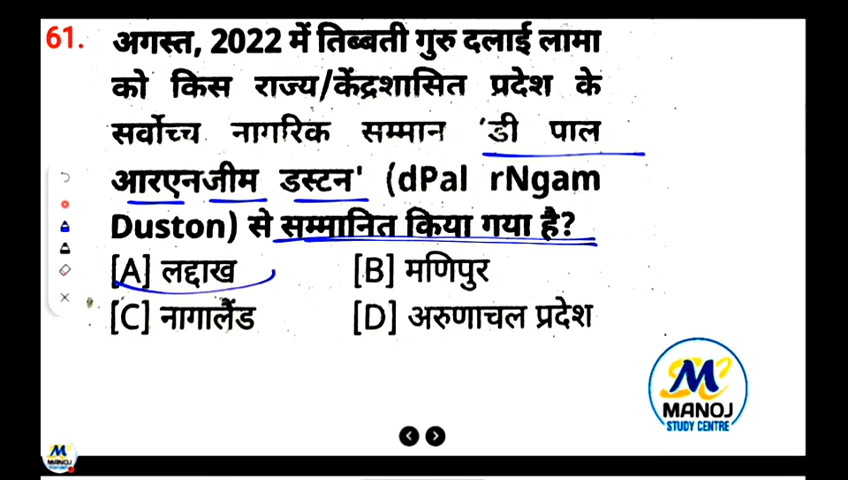 61. अगस्त, 2022 में तिब्बती गुरु दलाई लामा
को किस राज्य/केंद्रशासित प्रदेश के
सर्वोच्च नागरिक सम्मान 'डी पाल
आरएनजीम डस्टन' (dPal rNgam
Duston) से सम्मानित किया गया है?
[A] लद्दाख [B] मणिपुर
[C] नागालैंड [D] अरुणाचल प्रदेश
M
MANOJ
STUDY CENTRE
M
MANOJ